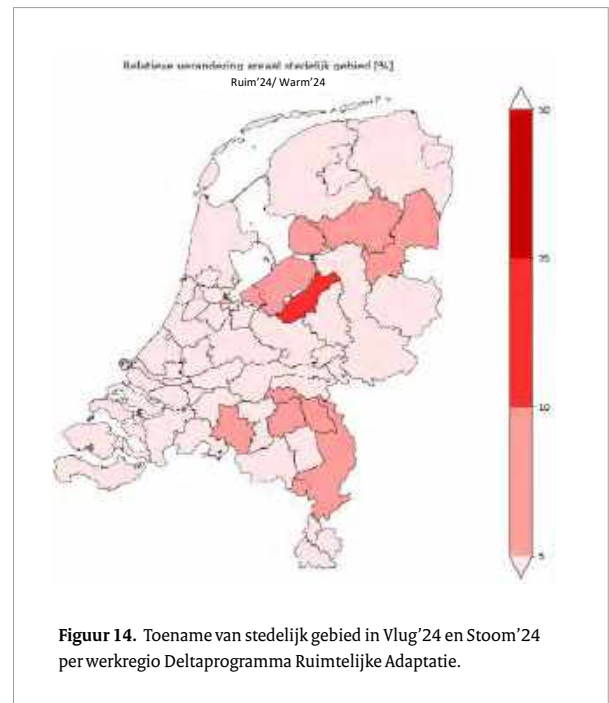 Relatieve verandering areaal stedelijk gebied [%]
Ruim'24/ Warm'24
50
25
10
5
Figuur 14. Toename van stedelijk gebied in Vlug'24 en Stoom'24
per werkregio Deltaprogramma Ruimtelijke Adaptatie.